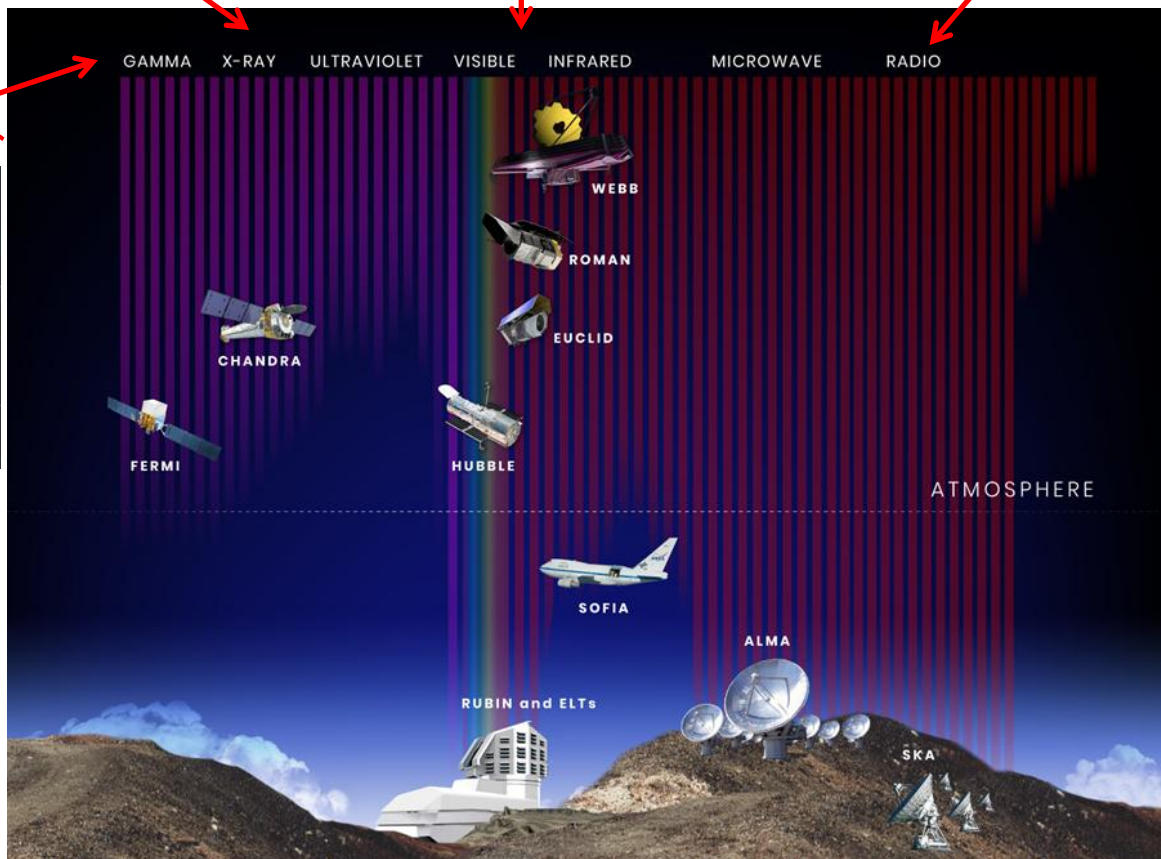 GAMMA X-RAY ULTRAVIOLET VISIBLE INFRARED MICROWAVE RADIO
WEBB
ROMAN
EUCLID
CHANDRA
FERMI
HUBBLE
ATMOSPHERE
SOFIA
ALMA
RUBIN and ELTs
SKA